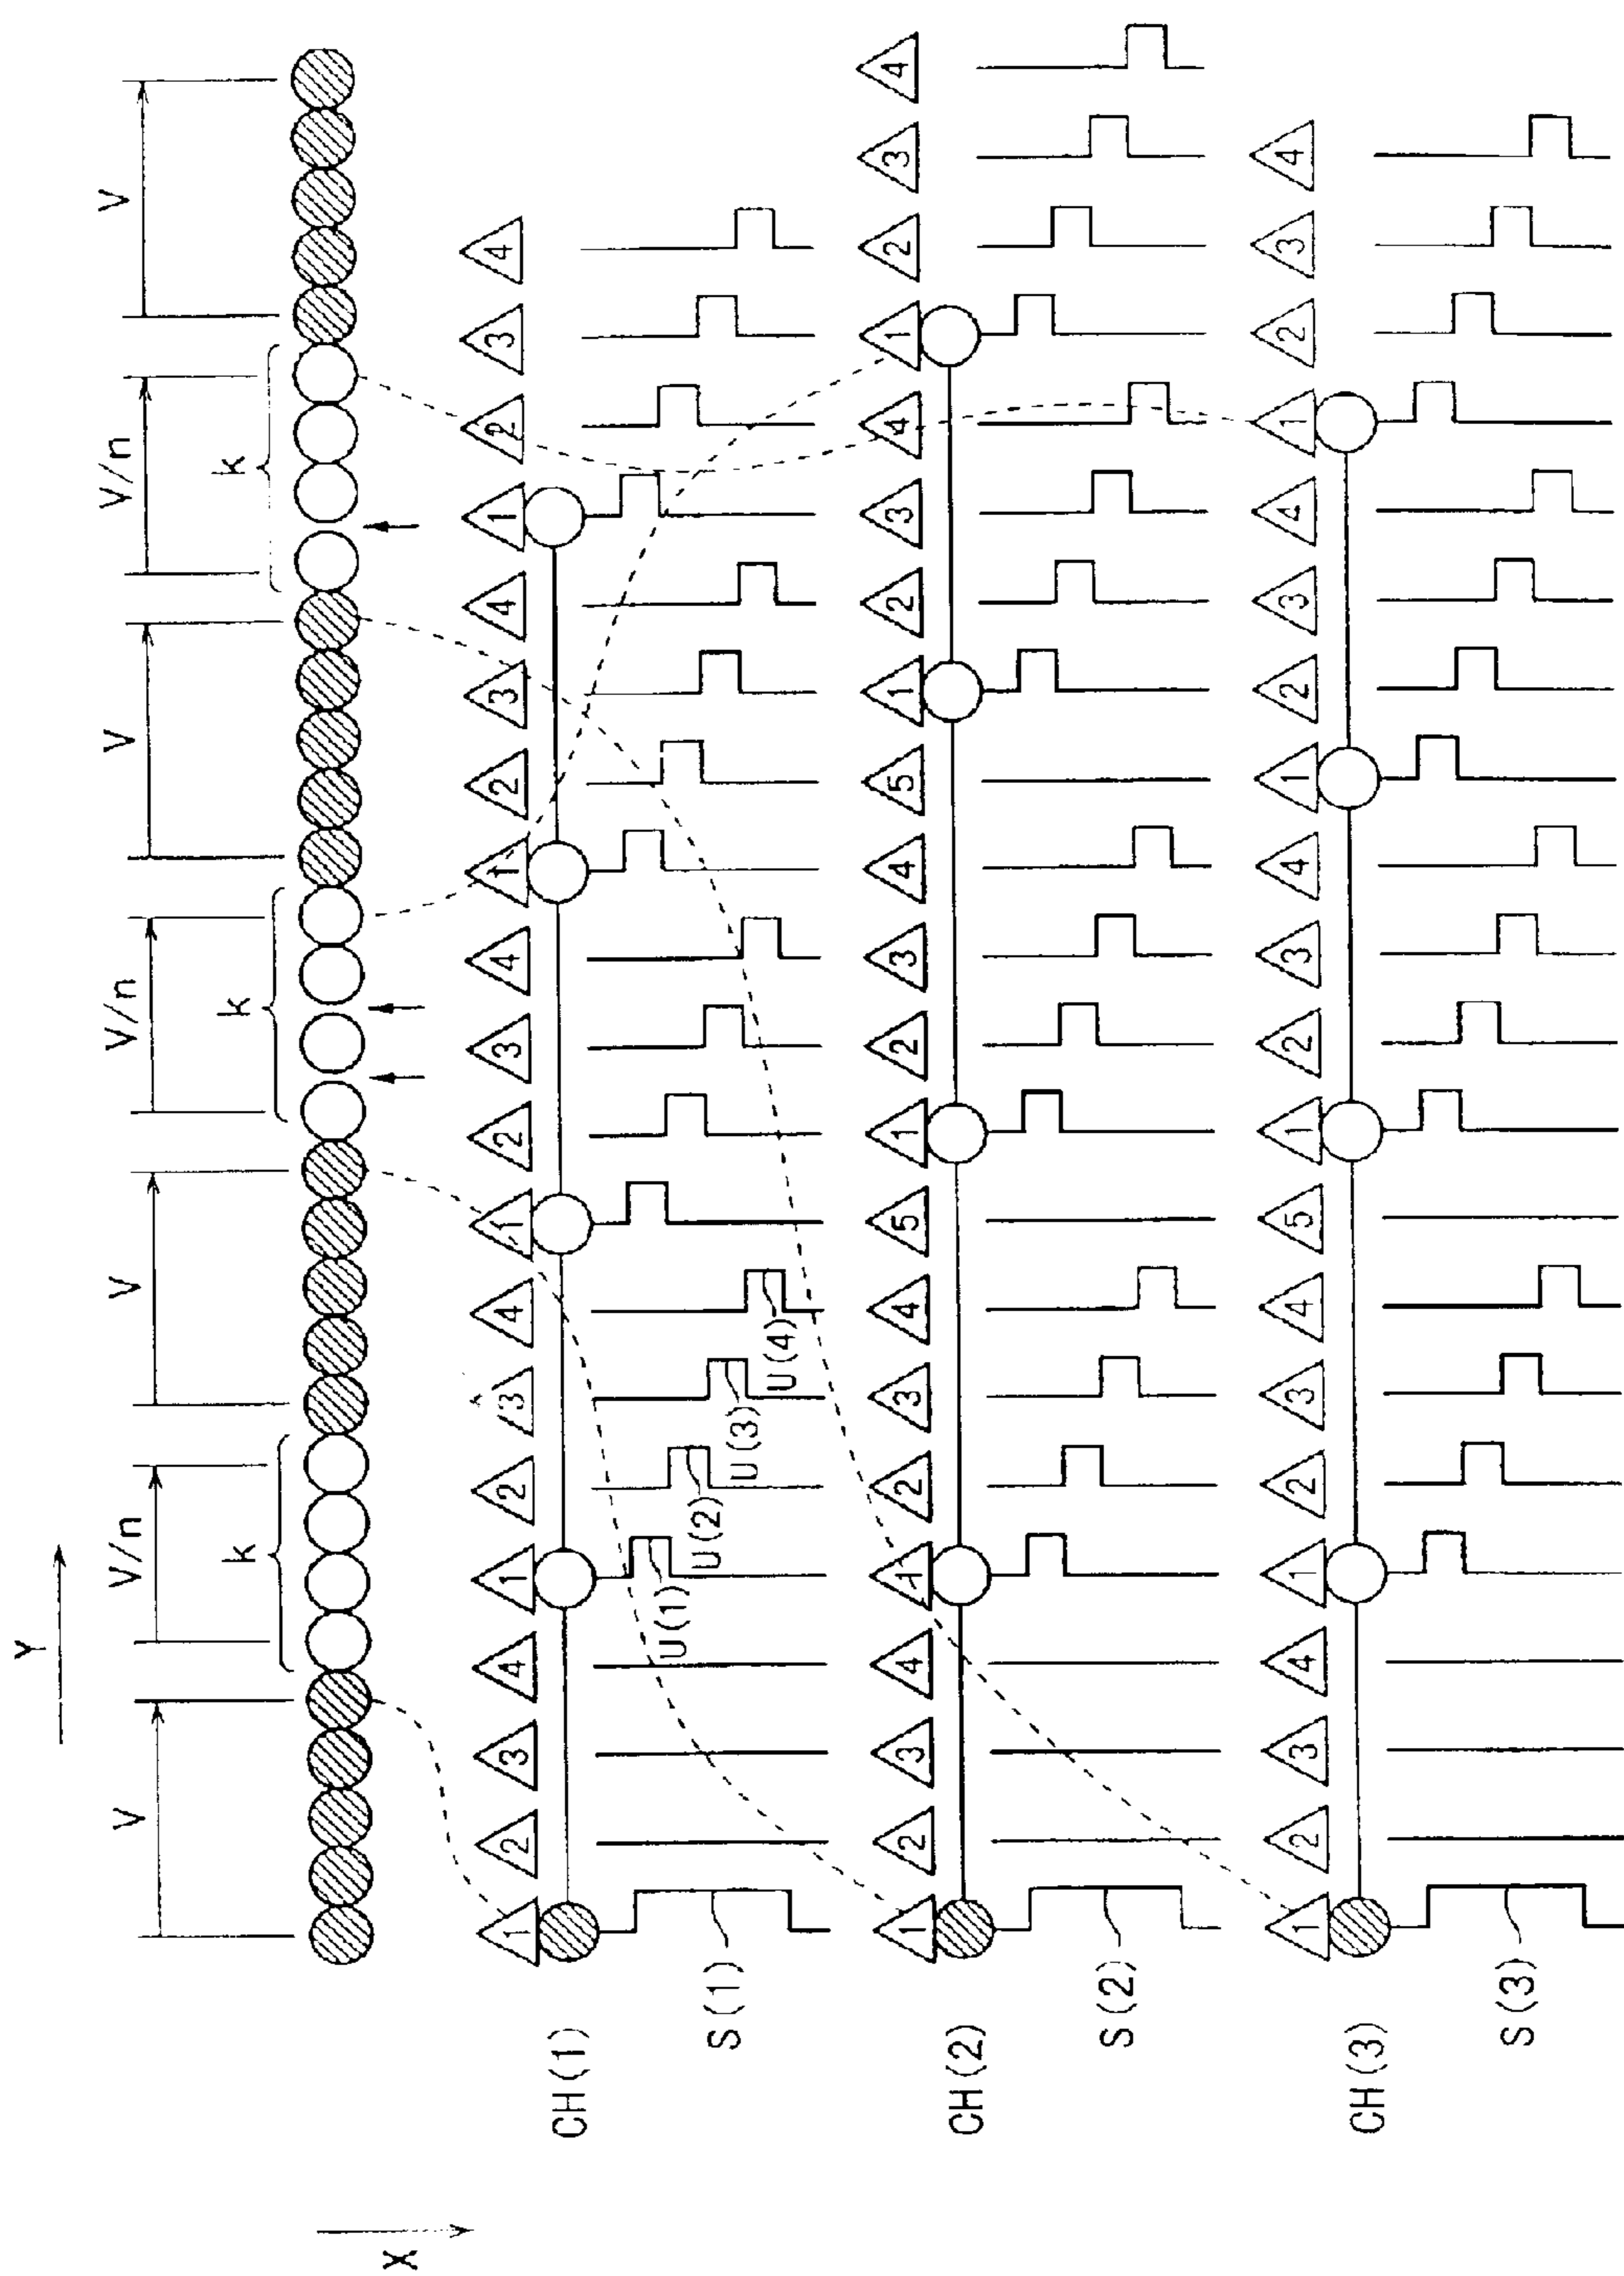 Y
V V/n V V/n V V/n V
k k k
X
1 2 3 4 1 2 3 4 1 2 3 4 1 2 3 4 1 2 3 4
CH(1)
U(1) U(2) U(3) U(4)
S(1)
1 2 3 4 1 2 3 4 5 1 2 3 4 5 1 2 3 4 1 2 3 4
CH(2)
S(2)
1 2 3 4 1 2 3 4 5 1 2 3 4 1 2 3 4 1 2 3 4
CH(3)
S(3)